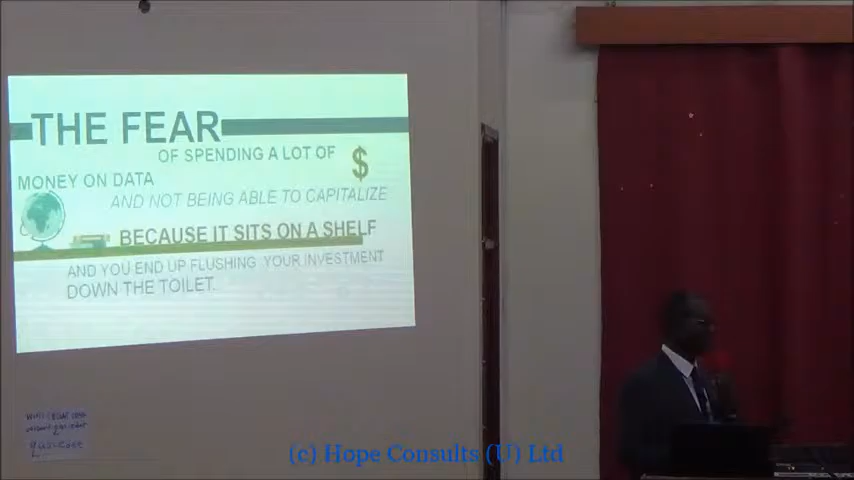 THE FEAR
OF SPENDING A LOT OF
$
MONEY ON DATA
AND NOT BEING ABLE TO CAPITALIZE
BECAUSE IT SITS ON A SHELF
AND YOU END UP FLUSHING YOUR INVESTMENT
DOWN THE TOILET.
(c) Hope Consults (U) Ltd